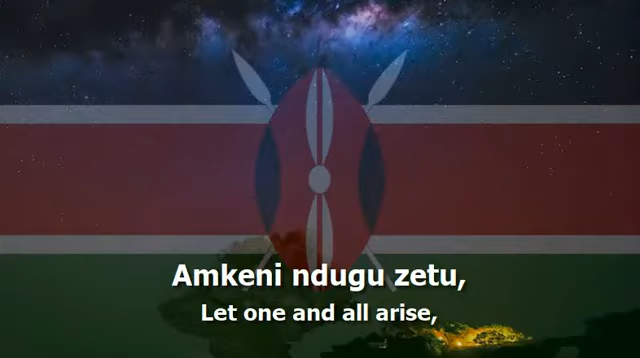 Amkeni ndugu zetu,
Let one and all arise,